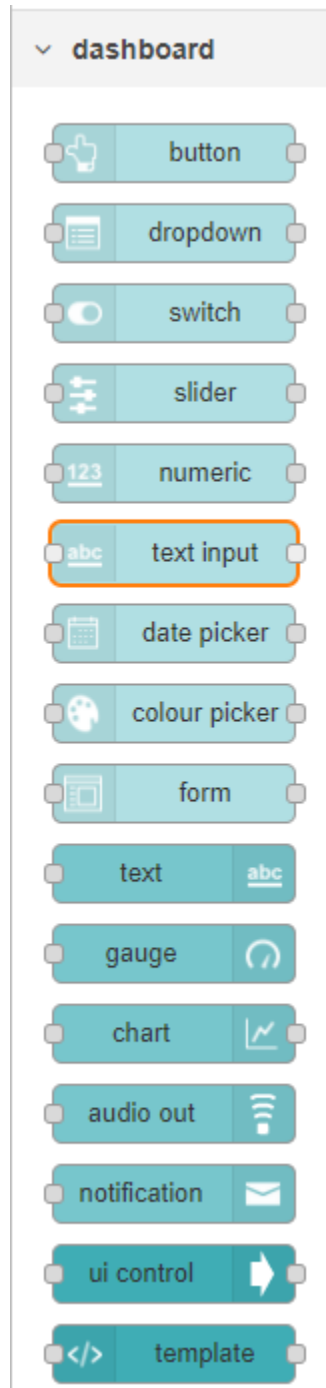 dashboard
button
dropdown
switch
slider
123 numeric
abc text input
date picker
colour picker
form
text abc
gauge
chart
audio out
notification
ui control
</> template